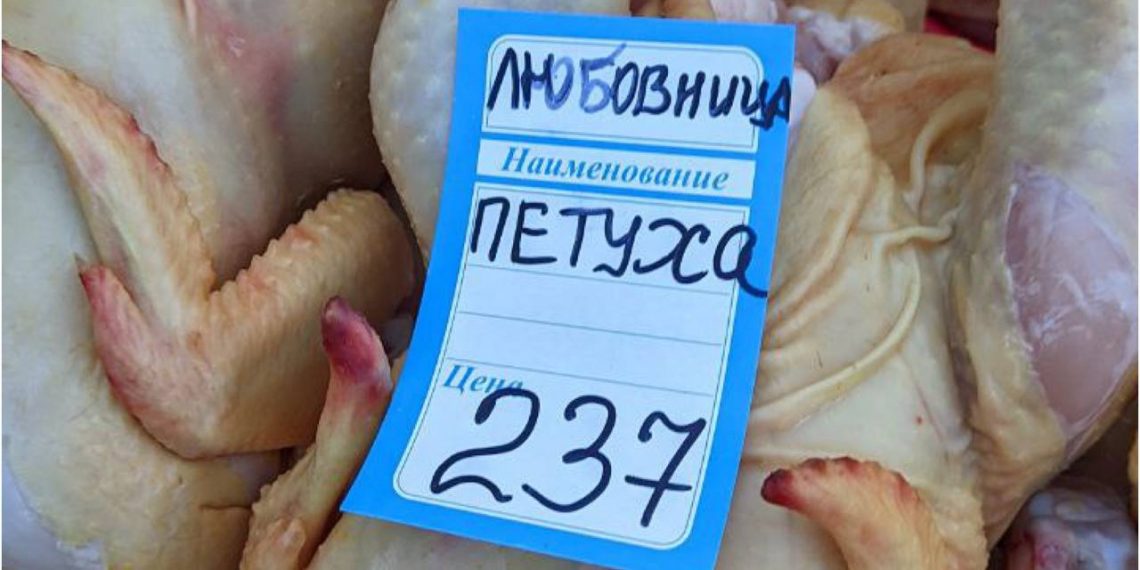 ЛЮБОВНИЦА
Наименование
ПЕТУХА
Цена
237